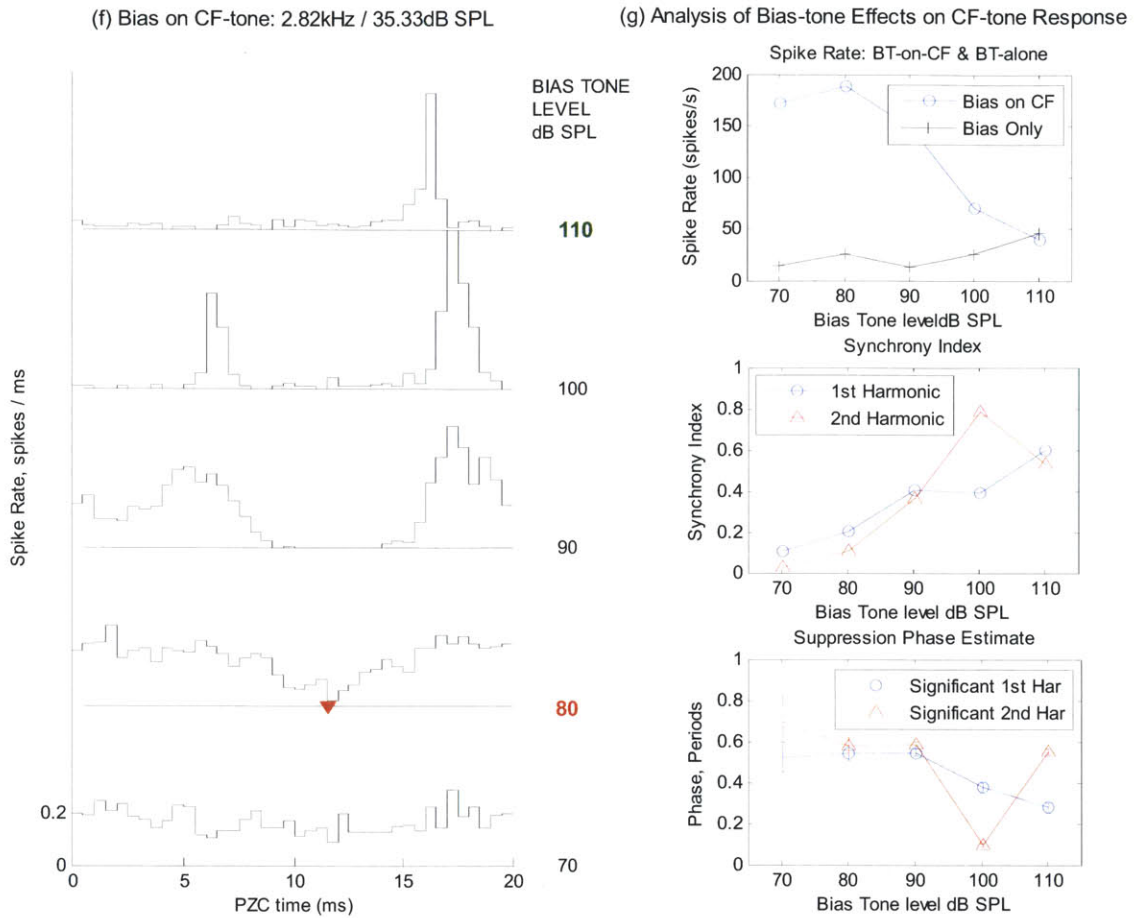 (f) Bias on CF-tone: 2.82kHz / 35.33dB SPL
BIAS TONE
LEVEL
dB SPL
110
100
90
80
70
Spike Rate, spikes / ms
0.2
0
0 5 10 15 20
PZC time (ms)
(g) Analysis of Bias-tone Effects on CF-tone Response
Spike Rate: BT-on-CF & BT-alone
Spike Rate (spikes/s)
200
150
100
50
0
Bias on CF
Bias Only
70 80 90 100 110
Bias Tone leveldB SPL
Synchrony Index
Synchrony Index
1
0.8
0.6
0.4
0.2
0
1st Harmonic
2nd Harmonic
70 80 90 100 110
Bias Tone level dB SPL
Suppression Phase Estimate
Phase, Periods
1
0.8
0.6
0.4
0.2
0
Significant 1st Har
Significant 2nd Har
70 80 90 100 110
Bias Tone level dB SPL